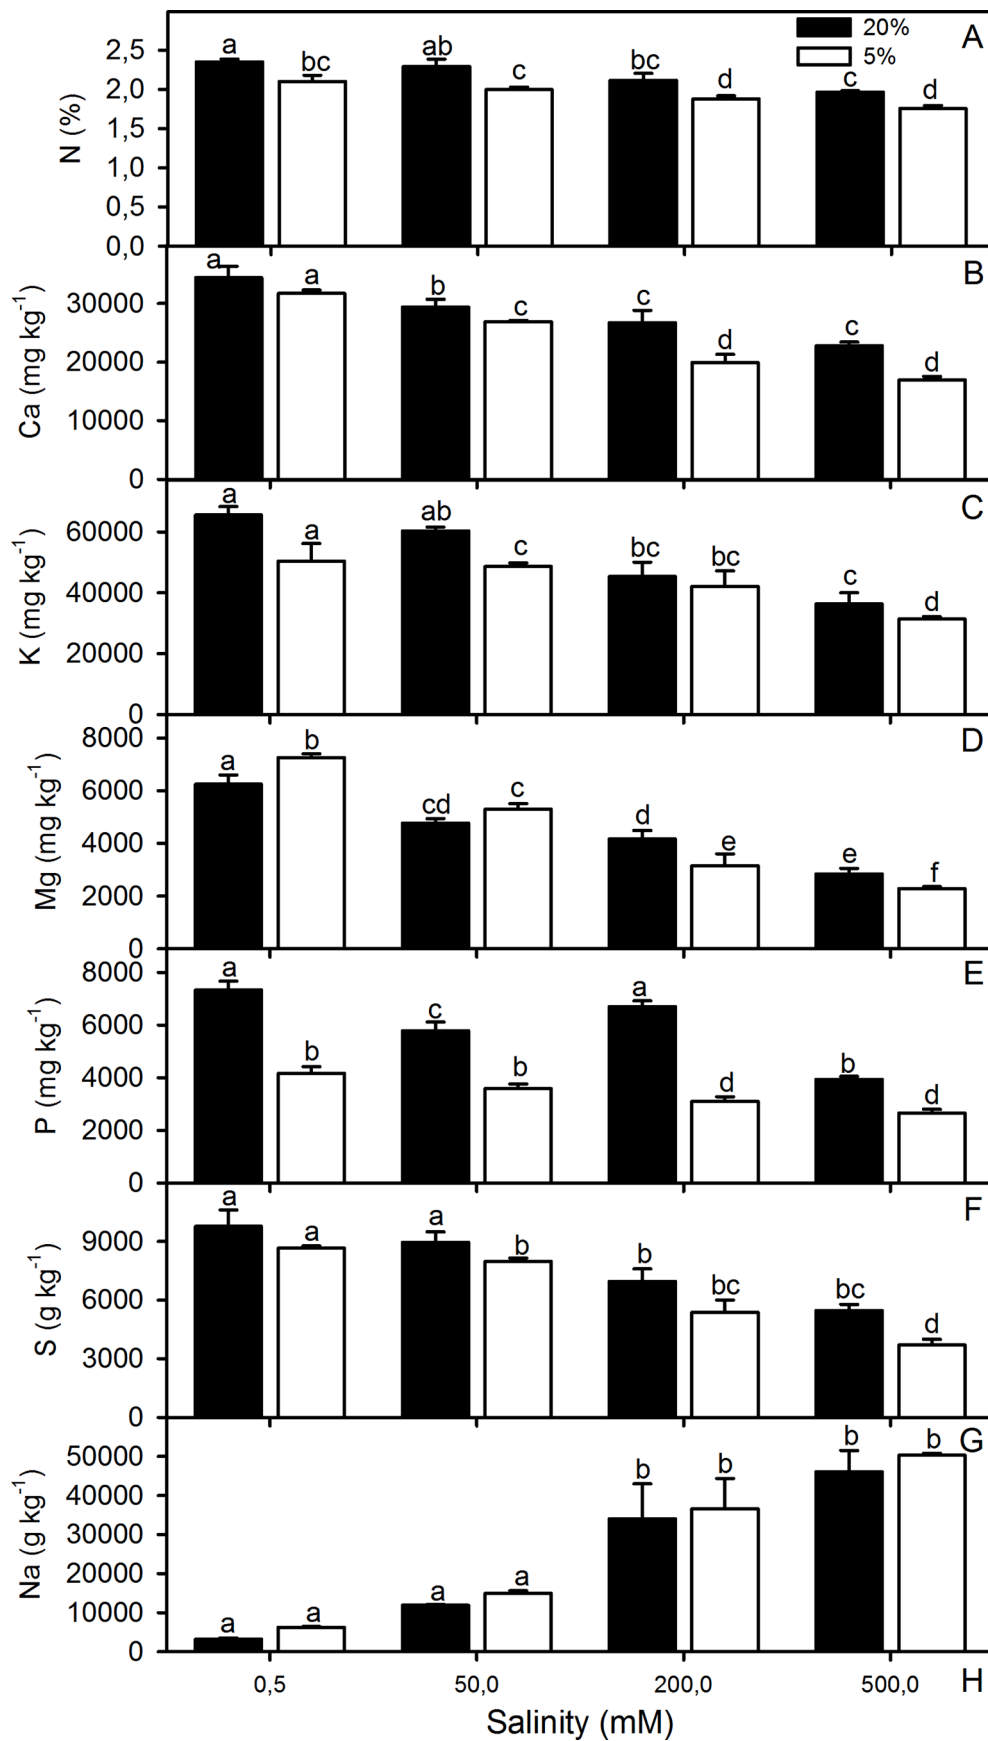 20%
5%
A
N (%)
2,5
2,0
1,5
1,0
0,5
0,0
a
bc
ab
c
bc
d
c
d
B
Ca (mg kg-1)
30000
20000
10000
0
a
a
b
c
c
d
c
d
C
K (mg kg-1)
60000
40000
20000
0
a
a
ab
c
bc
bc
c
d
D
Mg (mg kg-1)
8000
6000
4000
2000
0
a
b
cd
c
d
e
e
f
E
P (mg kg-1)
8000
6000
4000
2000
0
a
b
c
b
a
d
b
d
F
S (g kg-1)
9000
6000
3000
0
a
a
a
b
b
bc
bc
d
G
Na (g kg-1)
50000
40000
30000
20000
10000
0
a
a
a
a
b
b
b
b
0,5
50,0
200,0
500,0
H
Salinity (mM)